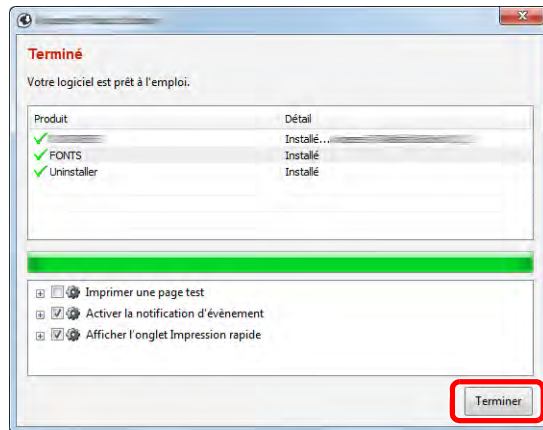 Terminé
Votre logiciel est prêt à l'emploi.
Produit Détail
Installé...
FONTS Installé
Uninstaller Installé
Imprimer une page test
Activer la notification d'évènement
Afficher l'onglet Impression rapide
Terminer